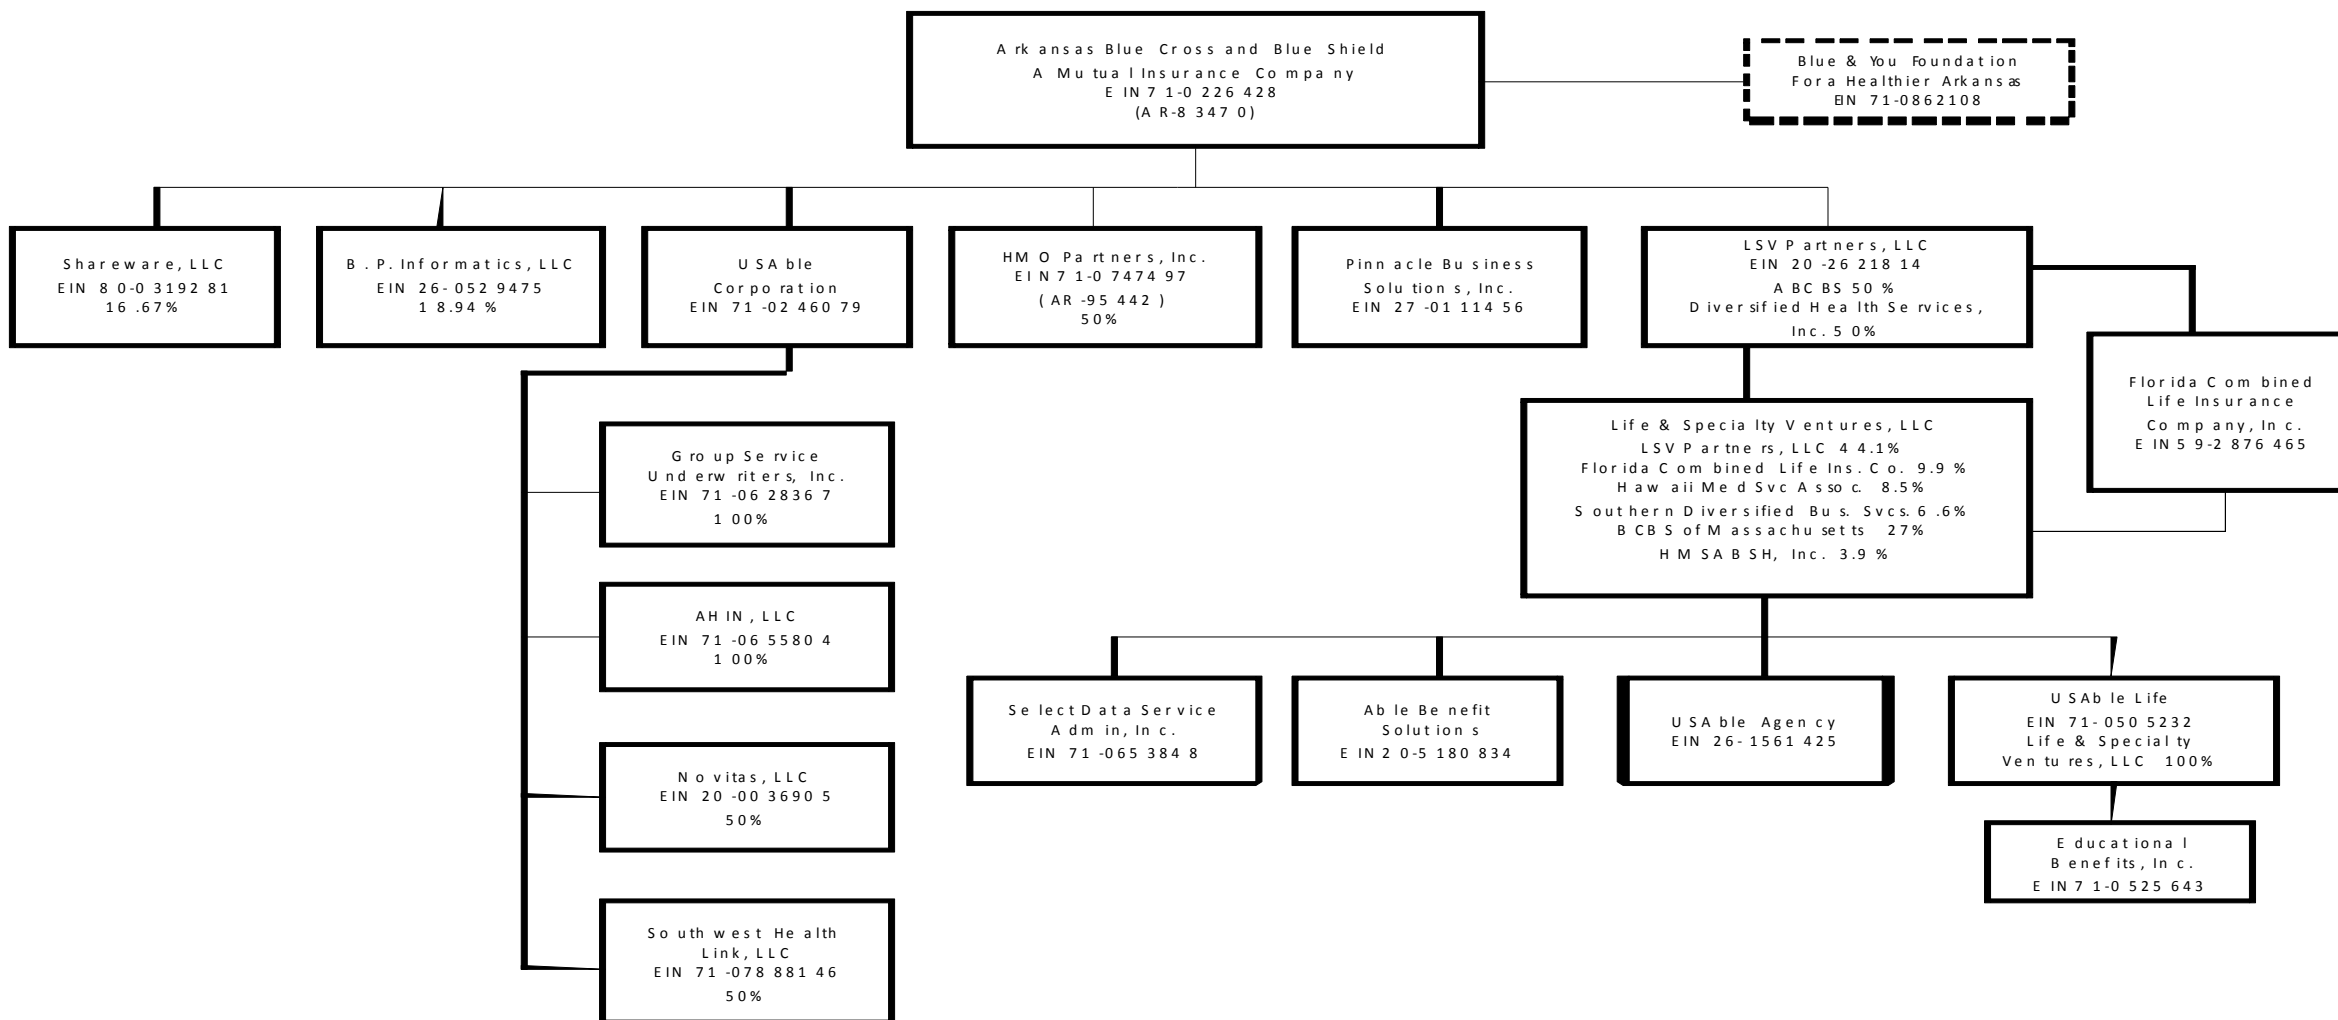 Arkansas Blue Cross and Blue Shield
A Mutual Insurance Company
EIN 71-0226428
(AR-83470)
Blue & You Foundation
For a Healthier Arkansas
EIN 71-0862108
Shareware, LLC
EIN 80-0319281
16.67%
B.P. Informatics, LLC
EIN 26-0529475
18.94%
USAble
Corporation
EIN 71-0246079
HMO Partners, Inc.
EIN 71-0747497
(AR-95442)
50%
Pinnacle Business
Solutions, Inc.
EIN 27-0111456
LSV Partners, LLC
EIN 20-2621814
ABCBS 50%
Diversified Health Services,
Inc. 50%
Florida Combined
Life Insurance
Company, Inc.
EIN 59-2876465
Life & Specialty Ventures, LLC
LSV Partners, LLC 44.1%
Florida Combined Life Ins. Co. 9.9%
Hawaii Med Svc Assoc. 8.5%
Southern Diversified Bus. Svcs. 6.6%
BCBS of Massachusetts 27%
HMSA BSH, Inc. 3.9%
Group Service
Underwriters, Inc.
EIN 71-0628367
100%
AHIN, LLC
EIN 71-0655804
100%
Novitas, LLC
EIN 20-0036905
50%
Southwest Health
Link, LLC
EIN 71-07888146
50%
Select Data Service
Admin, Inc.
EIN 71-0653848
Able Benefit
Solutions
EIN 20-5180834
USAble Agency
EIN 26-1561425
USAble Life
EIN 71-0505232
Life & Specialty
Ventures, LLC 100%
Educational
Benefits, Inc.
EIN 71-0525643